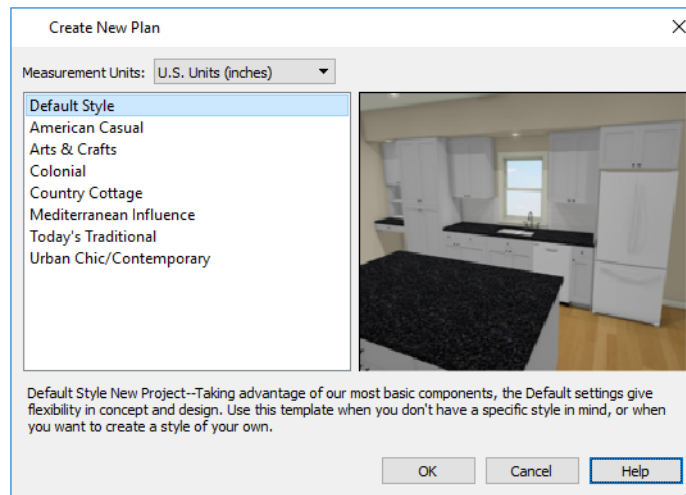 Create New Plan
Measurement Units: U.S. Units (inches)
Default Style
American Casual
Arts & Crafts
Colonial
Country Cottage
Mediterranean Influence
Today's Traditional
Urban Chic/Contemporary
Default Style New Project--Taking advantage of our most basic components, the Default settings give
flexibility in concept and design. Use this template when you don't have a specific style in mind, or when
you want to create a style of your own.
OK Cancel Help